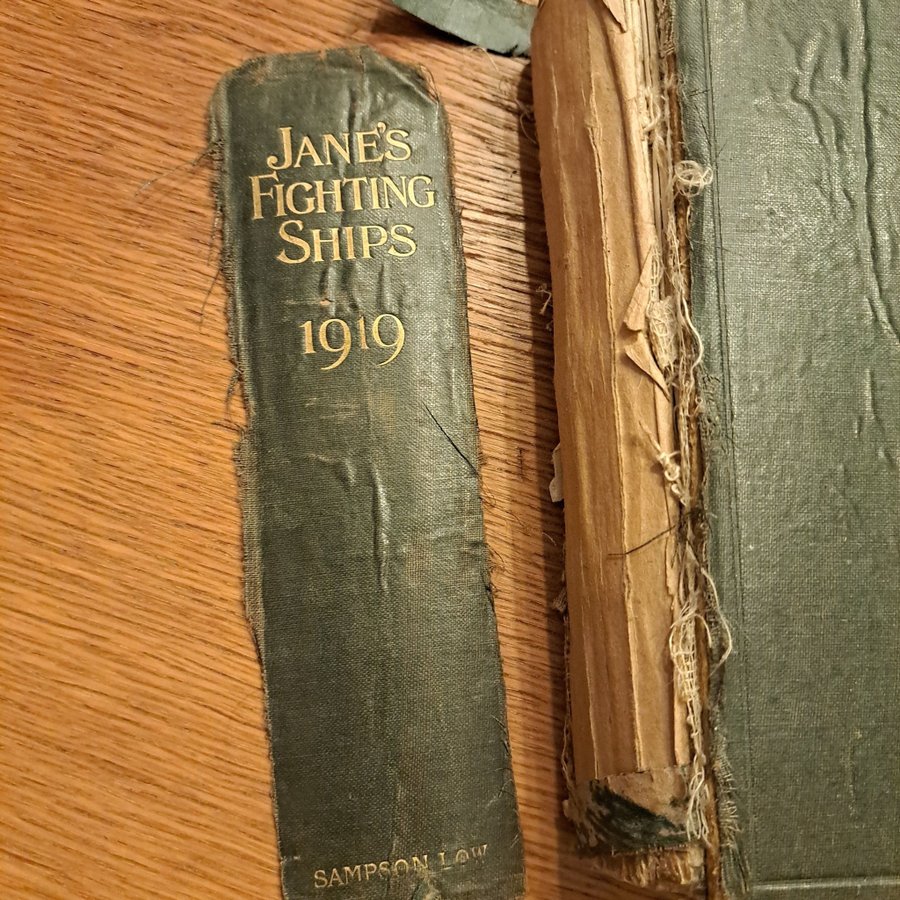 JANE'S
FIGHTING
SHIPS
1919
SAMPSON LOW